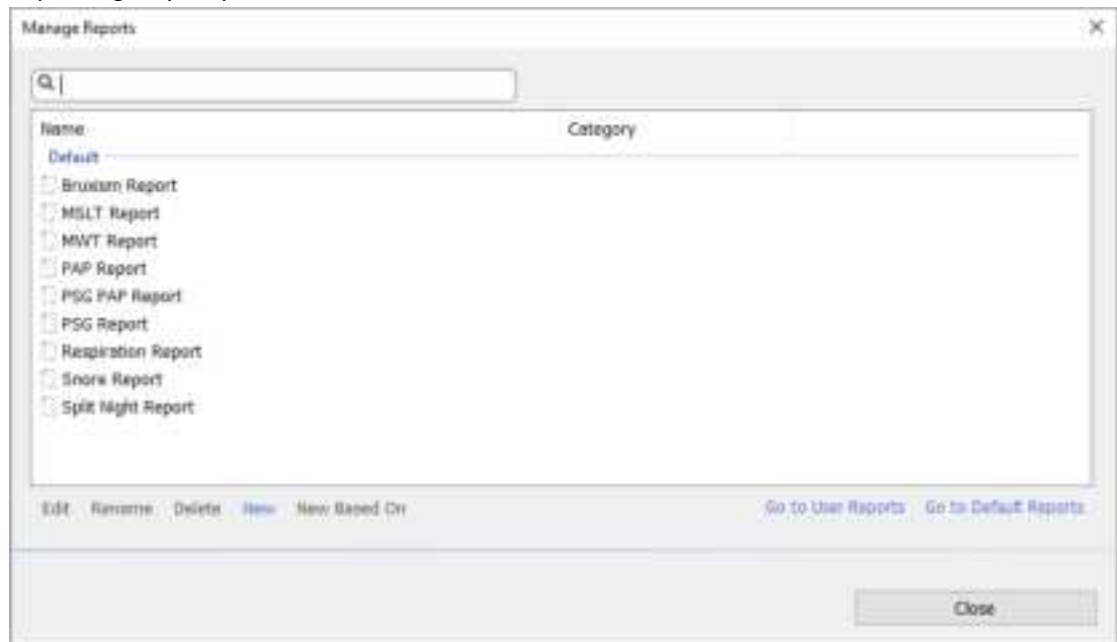 Manage Reports
Name Category
Default
Bruxism Report
MSLT Report
MWT Report
PAP Report
PSG PAP Report
PSG Report
Respiration Report
Snore Report
Split Night Report
Edit Rename Delete New New Based On Go to User Reports Go to Default Reports
Close